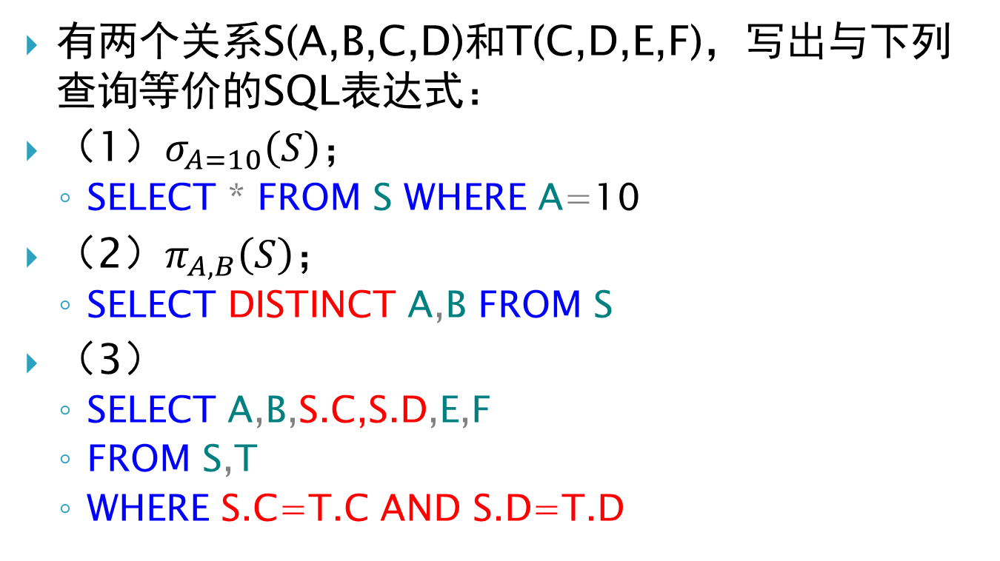 有两个关系S(A,B,C,D)和T(C,D,E,F)，写出与下列
查询等价的SQL表达式：
（1）𝜎𝐴=10(𝑆)；
SELECT * FROM S WHERE A=10
（2）𝜋𝐴,𝐵(𝑆)；
SELECT DISTINCT A,B FROM S
（3）
SELECT A,B,S.C,S.D,E,F
FROM S,T
WHERE S.C=T.C AND S.D=T.D